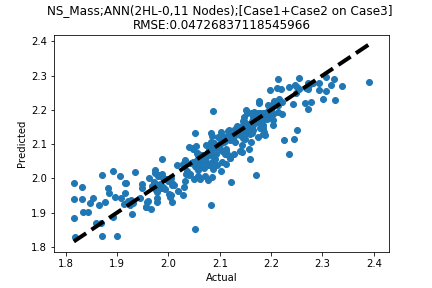 NS_Mass;ANN(2HL-0,11 Nodes);[Case1+Case2 on Case3]
RMSE:0.04726837118545966
2.4
2.3
2.2
2.1
2.0
1.9
1.8
Predicted
1.8 1.9 2.0 2.1 2.2 2.3 2.4
Actual